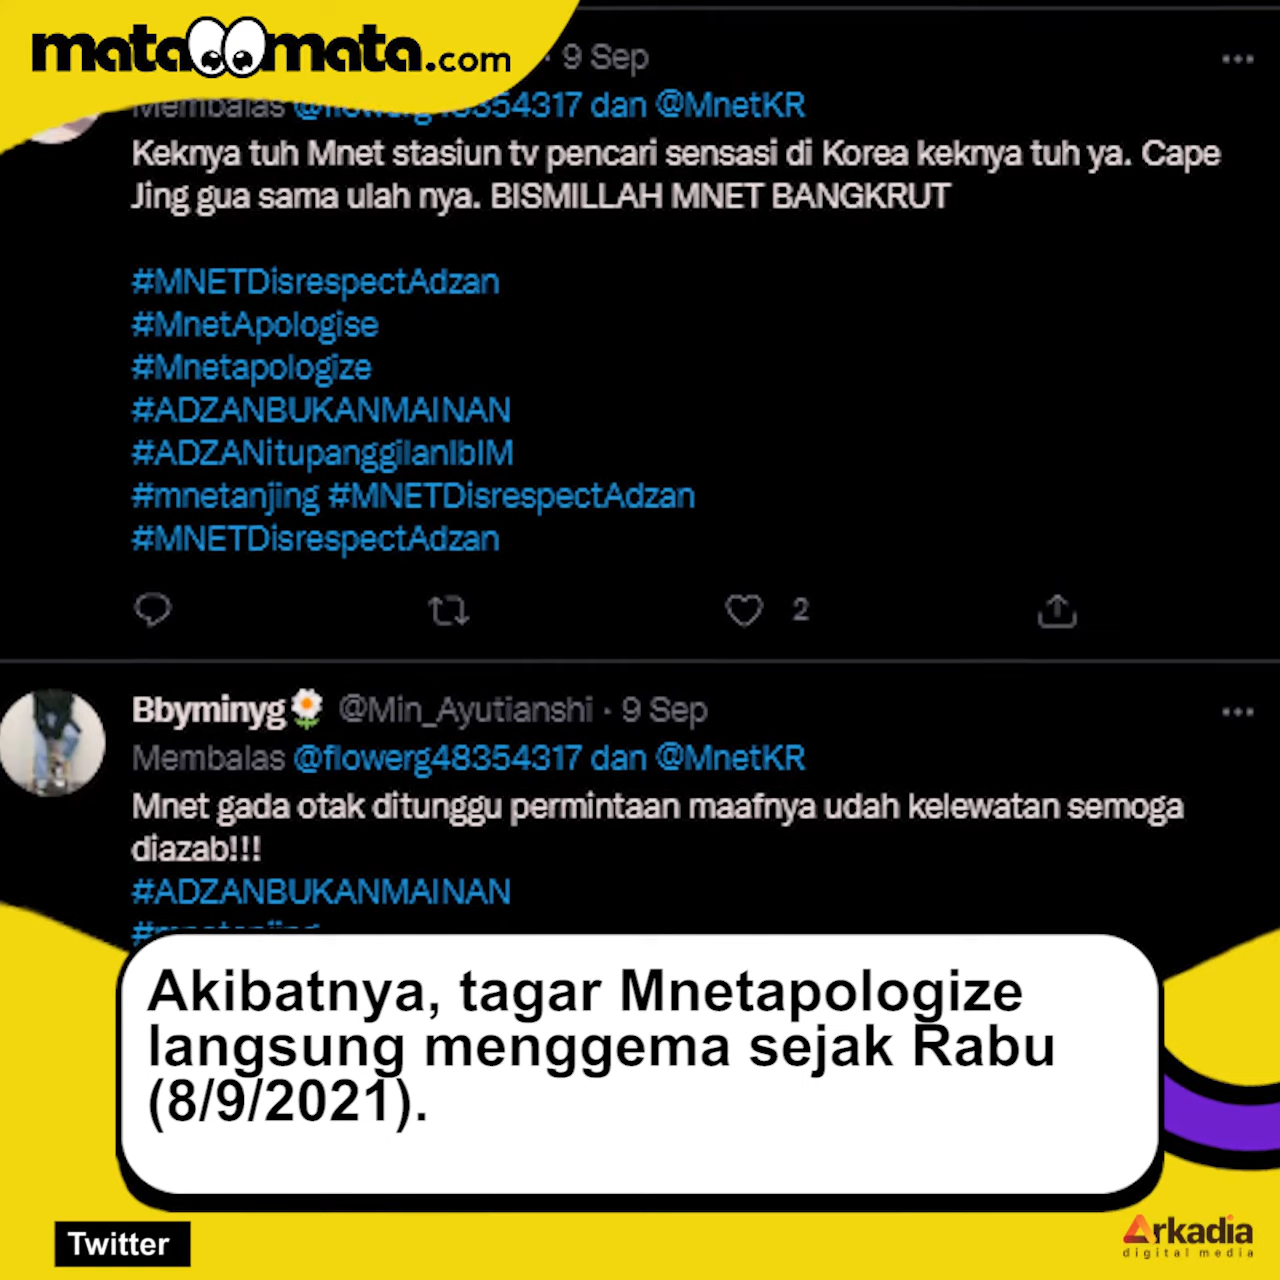 matamata.com
· 9 Sep
Membalas @flowerg48354317 dan @MnetKR
Keknya tuh Mnet stasiun tv pencari sensasi di Korea keknya tuh ya. Cape
Jing gua sama ulah nya. BISMILLAH MNET BANGKRUT
#MNETDisrespectAdzan
#MnetApologise
#Mnetapologize
#ADZANBUKANMAINAN
#ADZANitupanggilanIbIM
#mnetanjing #MNETDisrespectAdzan
#MNETDisrespectAdzan
2
Bbyminyg @Min_Ayutianshi · 9 Sep
Membalas @flowerg48354317 dan @MnetKR
Mnet gada otak ditunggu permintaan maafnya udah kelewatan semoga
diazab!!!
#ADZANBUKANMAINAN
Akibatnya, tagar Mnetapologize
langsung menggema sejak Rabu
(8/9/2021).
Twitter
Arkadia
digital media